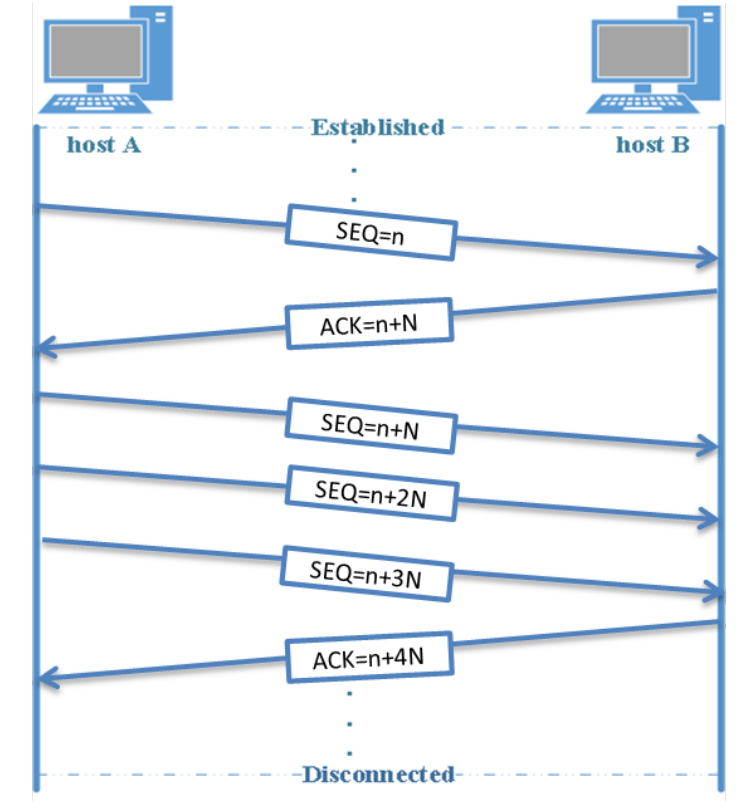 Established
host A
host B
SEQ=n
ACK=n+N
SEQ=n+N
SEQ=n+2N
SEQ=n+3N
ACK=n+4N
Disconnected